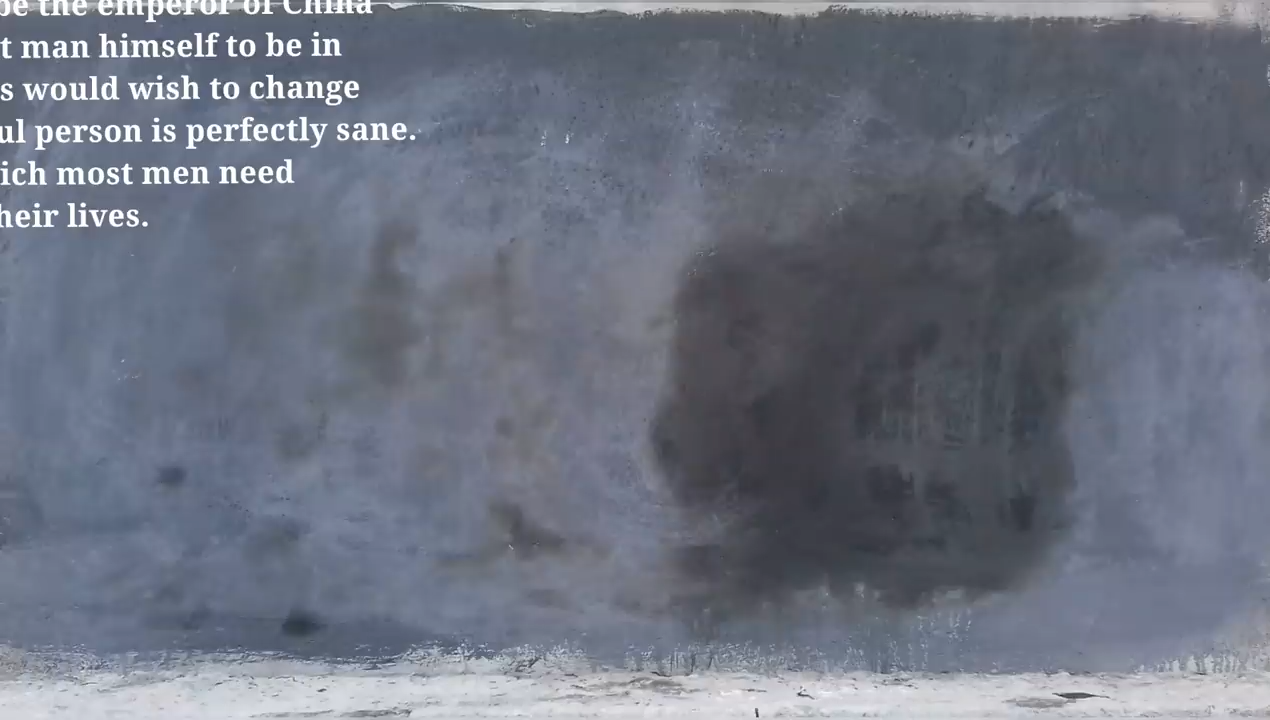 be the emperor of China
t man himself to be in
s would wish to change
ul person is perfectly sane.
ich most men need
heir lives.